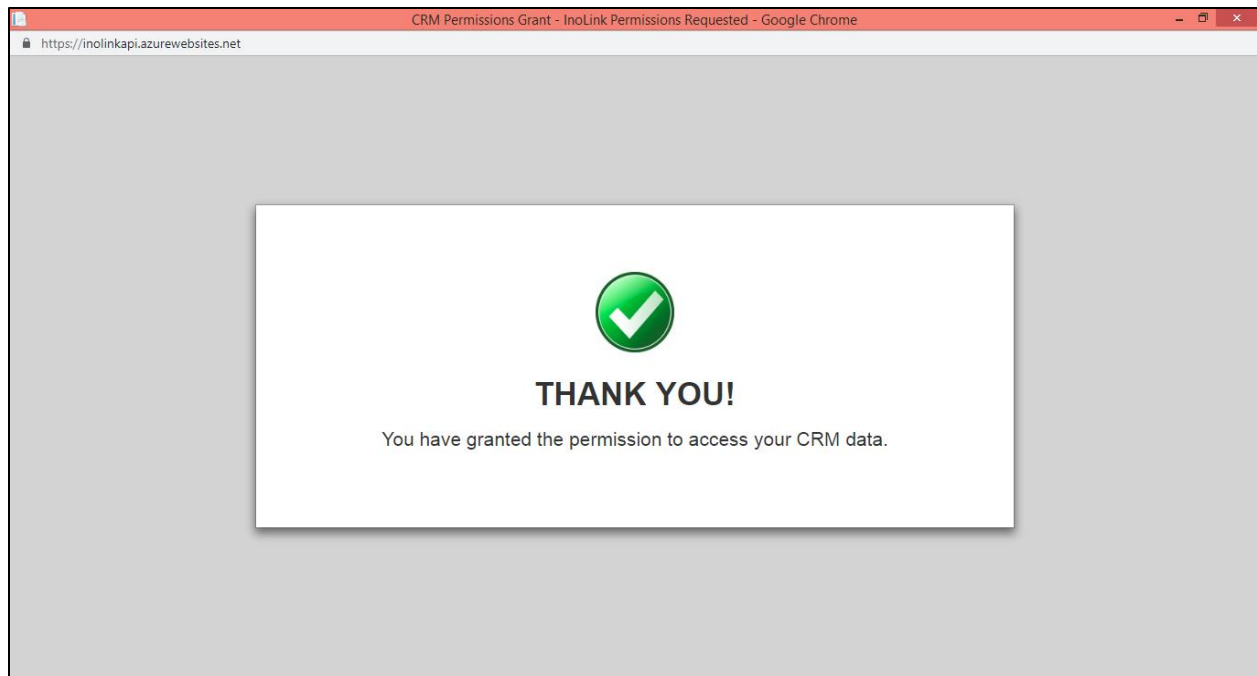 CRM Permissions Grant - InoLink Permissions Requested - Google Chrome
https://inolinkapi.azurewebsites.net
THANK YOU!
You have granted the permission to access your CRM data.